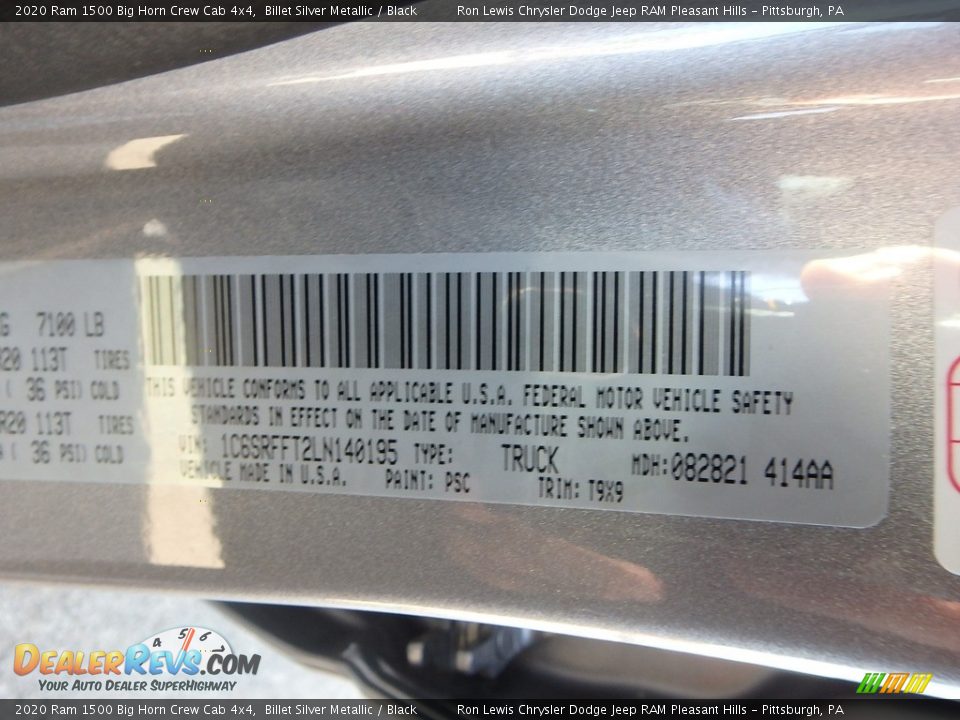 2020 Ram 1500 Big Horn Crew Cab 4x4, Billet Silver Metallic / Black Ron Lewis Chrysler Dodge Jeep RAM Pleasant Hills - Pittsburgh, PA
G 7100 LB
R20 113T TIRES
( 36 PSI) COLD
R20 113T TIRES
( 36 PSI) COLD
THIS VEHICLE CONFORMS TO ALL APPLICABLE U.S.A. FEDERAL MOTOR VEHICLE SAFETY
STANDARDS IN EFFECT ON THE DATE OF MANUFACTURE SHOWN ABOVE.
VIN: 1C6SRFFT2LN140195 TYPE: TRUCK MDH:082821 414AA
VEHICLE MADE IN U.S.A. PAINT: PSC TRIM: T9X9
4 5 6
DEALERREVS.COM
YOUR AUTO DEALER SUPERHIGHWAY
2020 Ram 1500 Big Horn Crew Cab 4x4, Billet Silver Metallic / Black Ron Lewis Chrysler Dodge Jeep RAM Pleasant Hills - Pittsburgh, PA